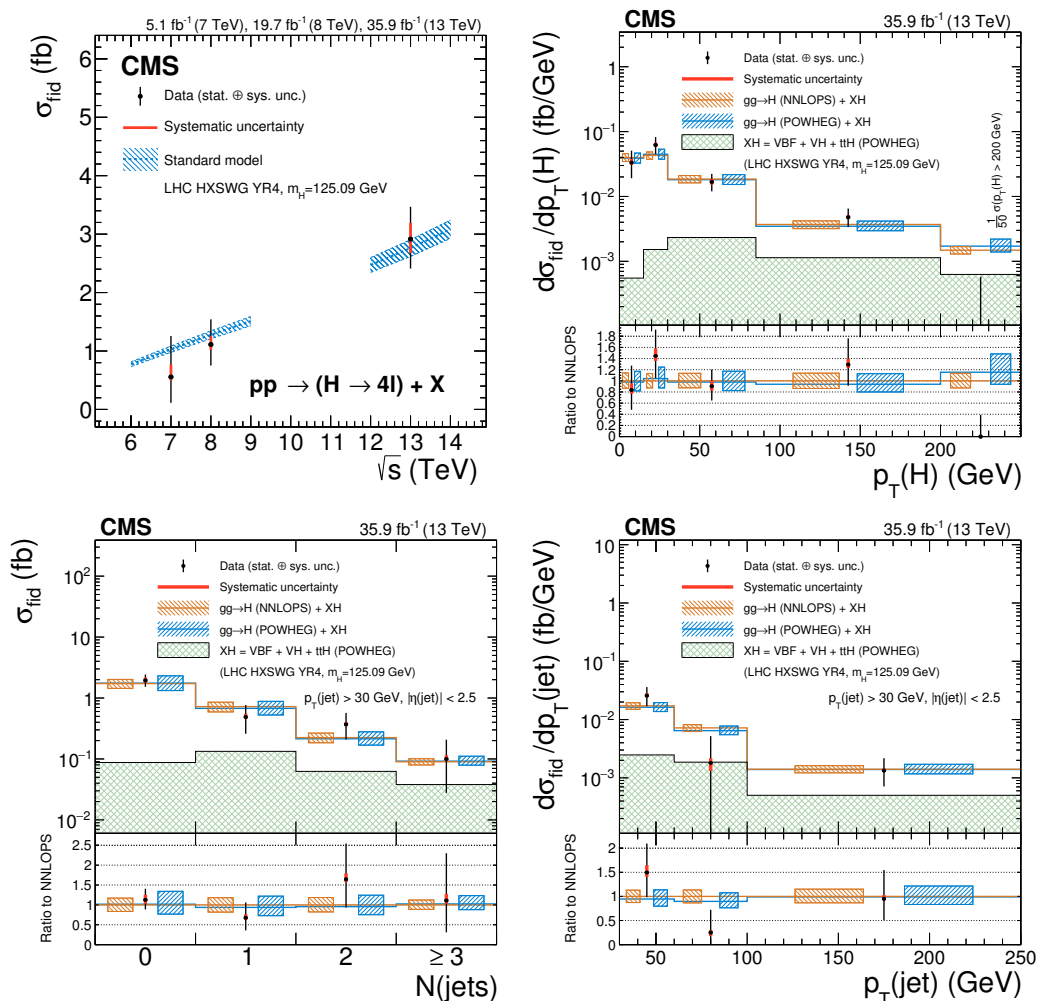 5.1 fb⁻¹ (7 TeV), 19.7 fb⁻¹ (8 TeV), 35.9 fb⁻¹ (13 TeV)
CMS
Data (stat. ⊕ sys. unc.)
Systematic uncertainty
Standard model
LHC HXSWG YR4, m_H=125.09 GeV
pp → (H → 4l) + X
σ_fid (fb)
6
5
4
3
2
1
0
6 7 8 9 10 11 12 13 14
√s (TeV)
CMS 35.9 fb⁻¹ (13 TeV)
Data (stat. ⊕ sys. unc.)
Systematic uncertainty
gg→H (NNLOPS) + XH
gg→H (POWHEG) + XH
XH = VBF + VH + ttH (POWHEG)
(LHC HXSWG YR4, m_H=125.09 GeV)
1/50 σ(p_T(H) > 200 GeV)
dσ_fid/dp_T(H) (fb/GeV)
1
10⁻¹
10⁻²
10⁻³
Ratio to NNLOPS
1.8
1.6
1.4
1.2
1.0
0.8
0.6
0.4
0.2
0
0 50 100 150 200
p_T(H) (GeV)
CMS 35.9 fb⁻¹ (13 TeV)
Data (stat. ⊕ sys. unc.)
Systematic uncertainty
gg→H (NNLOPS) + XH
gg→H (POWHEG) + XH
XH = VBF + VH + ttH (POWHEG)
(LHC HXSWG YR4, m_H=125.09 GeV)
p_T(jet) > 30 GeV, |η(jet)| < 2.5
σ_fid (fb)
10²
10
1
10⁻¹
10⁻²
Ratio to NNLOPS
2.5
2
1.5
1
0.5
0
0 1 2 ≥ 3
N(jets)
CMS 35.9 fb⁻¹ (13 TeV)
Data (stat. ⊕ sys. unc.)
Systematic uncertainty
gg→H (NNLOPS) + XH
gg→H (POWHEG) + XH
XH = VBF + VH + ttH (POWHEG)
(LHC HXSWG YR4, m_H=125.09 GeV)
p_T(jet) > 30 GeV, |η(jet)| < 2.5
dσ_fid/dp_T(jet) (fb/GeV)
10
1
10⁻¹
10⁻²
10⁻³
Ratio to NNLOPS
2
1.5
1
0.5
0
50 100 150 200 250
p_T(jet) (GeV)